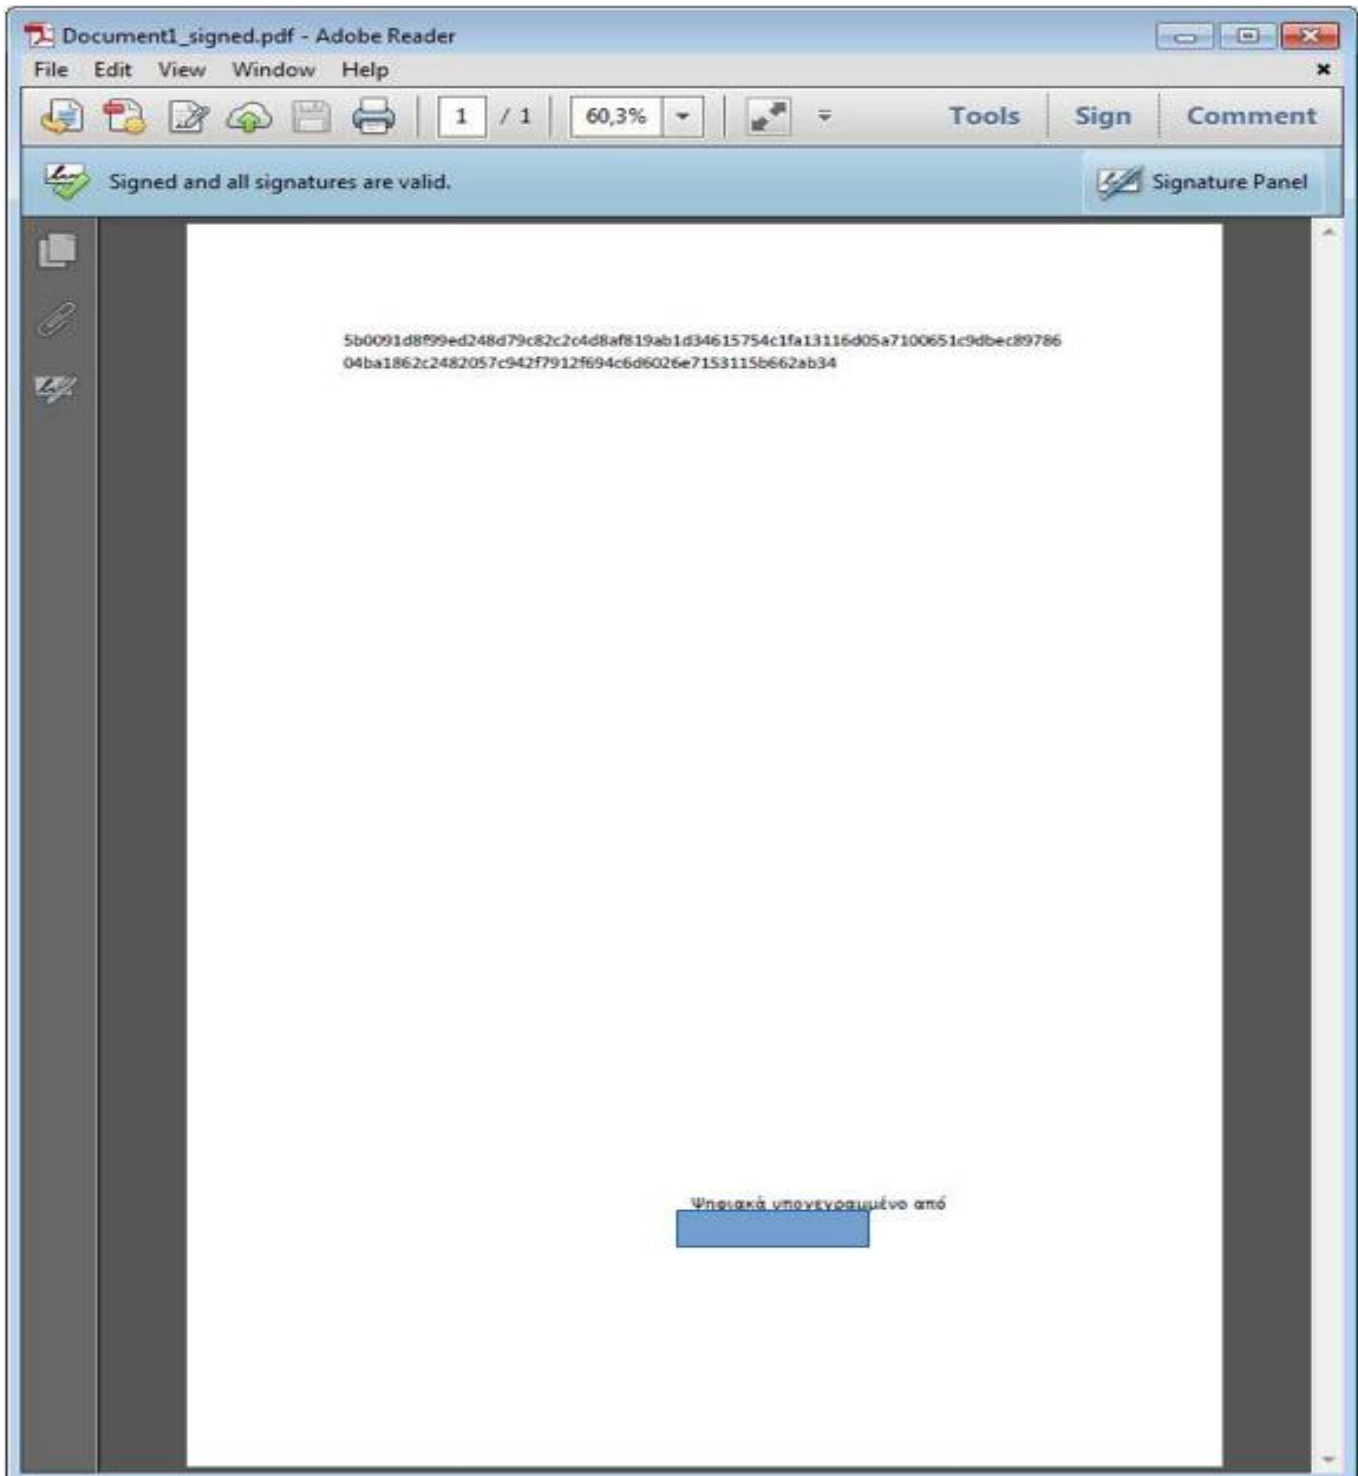 Document1_signed.pdf - Adobe Reader
File Edit View Window Help
1 / 1 60,3% Tools Sign Comment
Signed and all signatures are valid. Signature Panel
5b0091d8f99ed248d79c82c2c4d8af819ab1d34615754c1fa13116d05a7100651c9dbec89786
04ba1862c2482057c942f7912f694c6d6026e7153115b662ab34
Ψηφιακά υπογεγραμμένο από